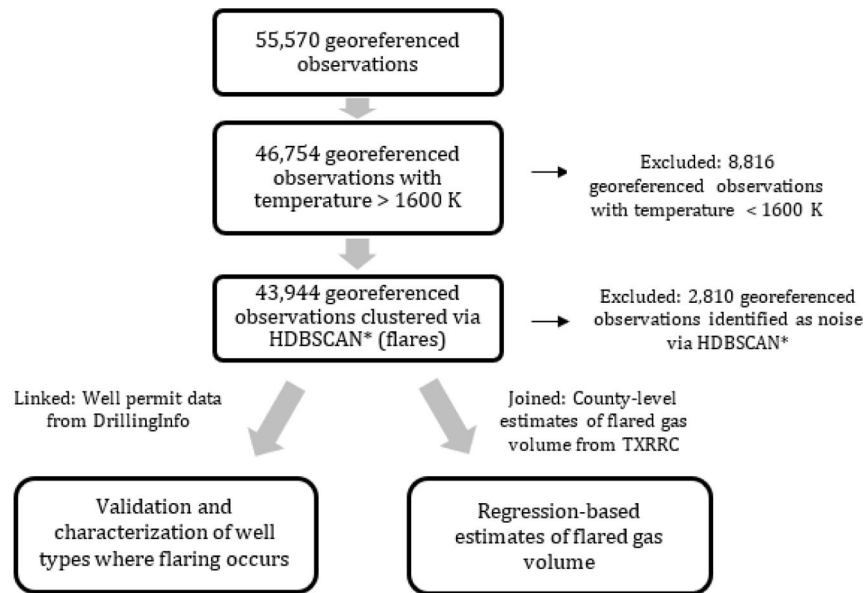 55,570 georeferenced
observations
46,754 georeferenced
observations with
temperature > 1600 K
Excluded: 8,816
georeferenced observations
with temperature < 1600 K
43,944 georeferenced
observations clustered via
HDBSCAN* (flares)
Excluded: 2,810 georeferenced
observations identified as noise
via HDBSCAN*
Linked: Well permit data
from DrillingInfo
Joined: County-level
estimates of flared gas
volume from TXRRC
Validation and
characterization of well
types where flaring occurs
Regression-based
estimates of flared gas
volume